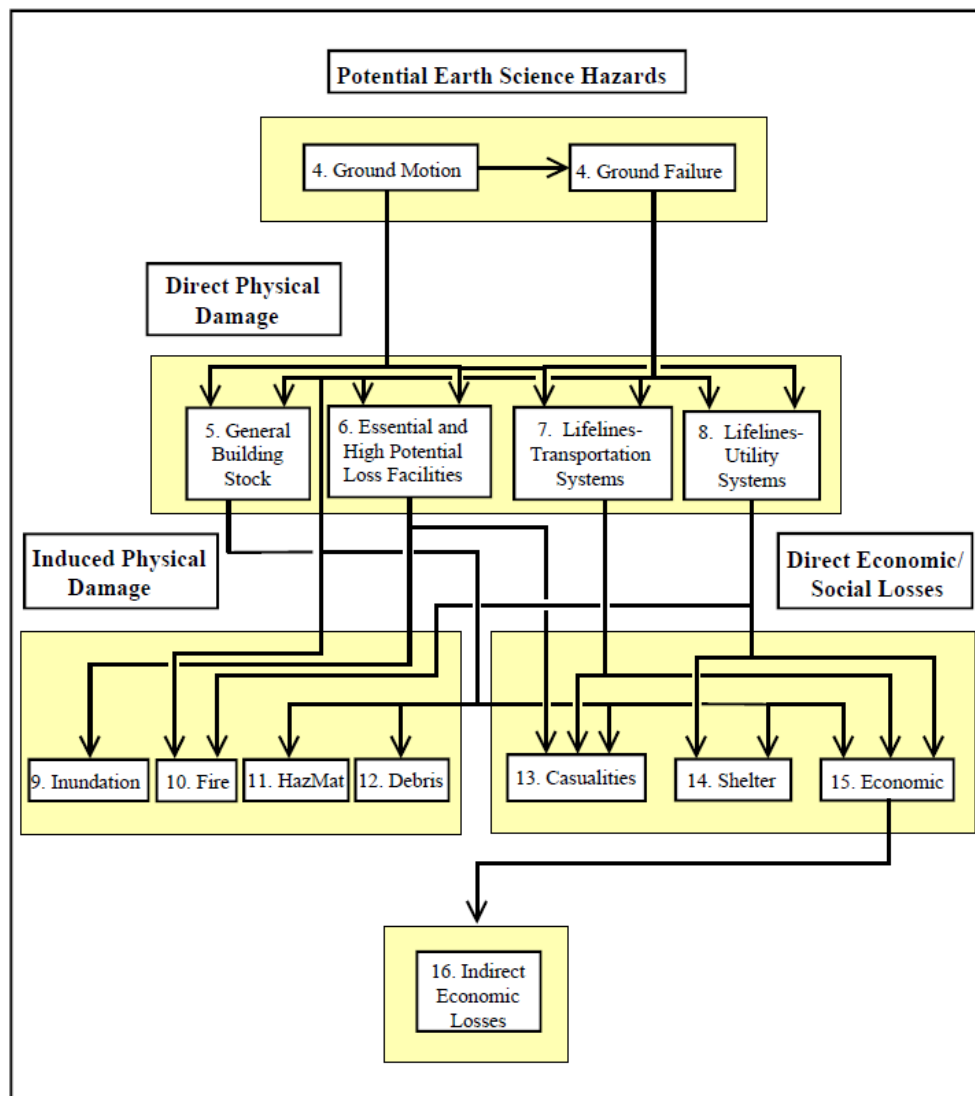 Potential Earth Science Hazards
4. Ground Motion
4. Ground Failure
Direct Physical
Damage
5. General
Building
Stock
6. Essential and
High Potential
Loss Facilities
7. Lifelines-
Transportation
Systems
8. Lifelines-
Utility
Systems
Induced Physical
Damage
Direct Economic/
Social Losses
9. Inundation
10. Fire
11. HazMat
12. Debris
13. Casualities
14. Shelter
15. Economic
16. Indirect
Economic
Losses